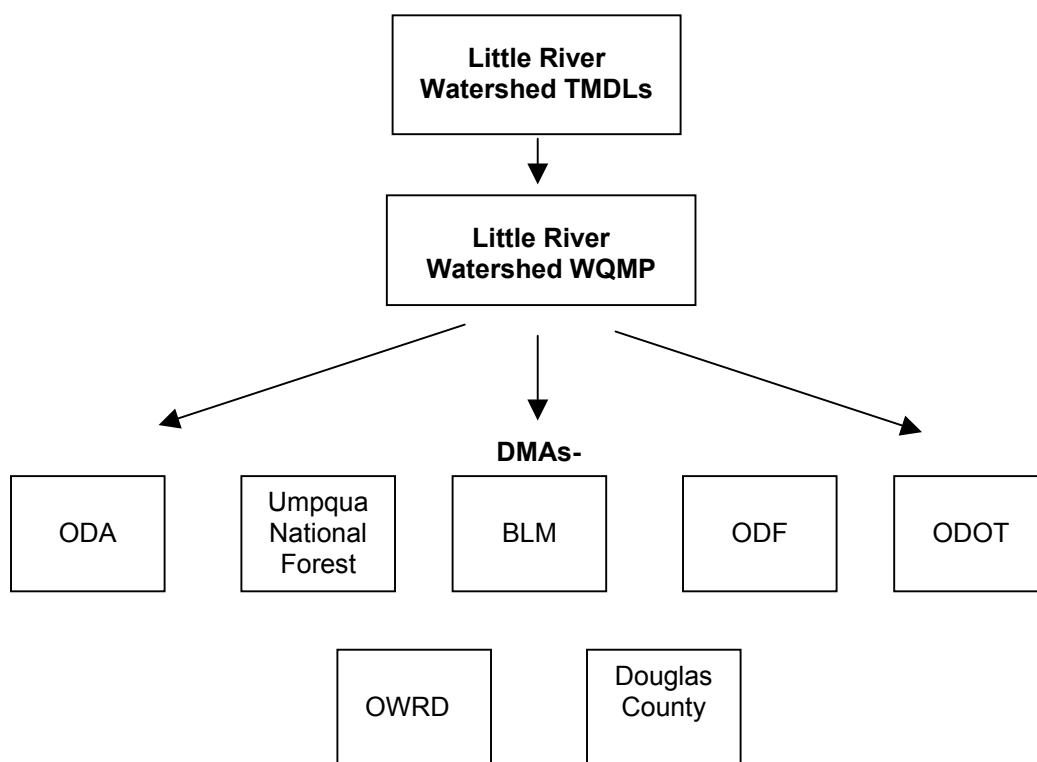 Little River
Watershed TMDLs
Little River
Watershed WQMP
DMAs-
ODA
Umpqua
National
Forest
BLM
ODF
ODOT
OWRD
Douglas
County